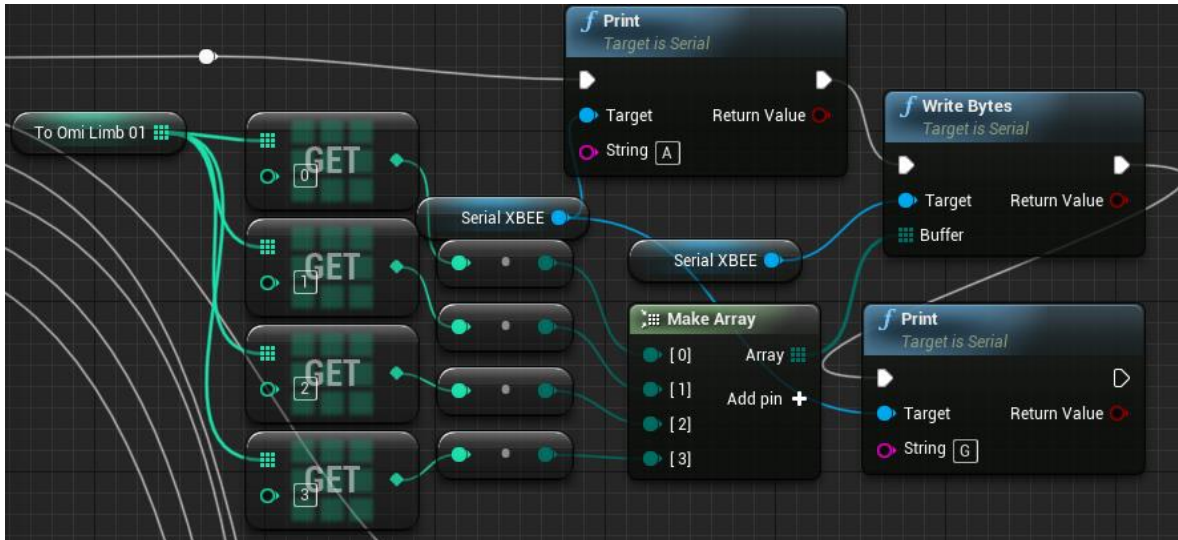 f Print
Target is Serial
Target
Return Value
String A
To Omi Limb 01
GET
0
Serial XBEE
GET
1
GET
2
GET
3
Serial XBEE
Make Array
[0]
Array
[1]
Add pin +
[2]
[3]
f Write Bytes
Target is Serial
Target
Return Value
Buffer
f Print
Target is Serial
Target
Return Value
String G